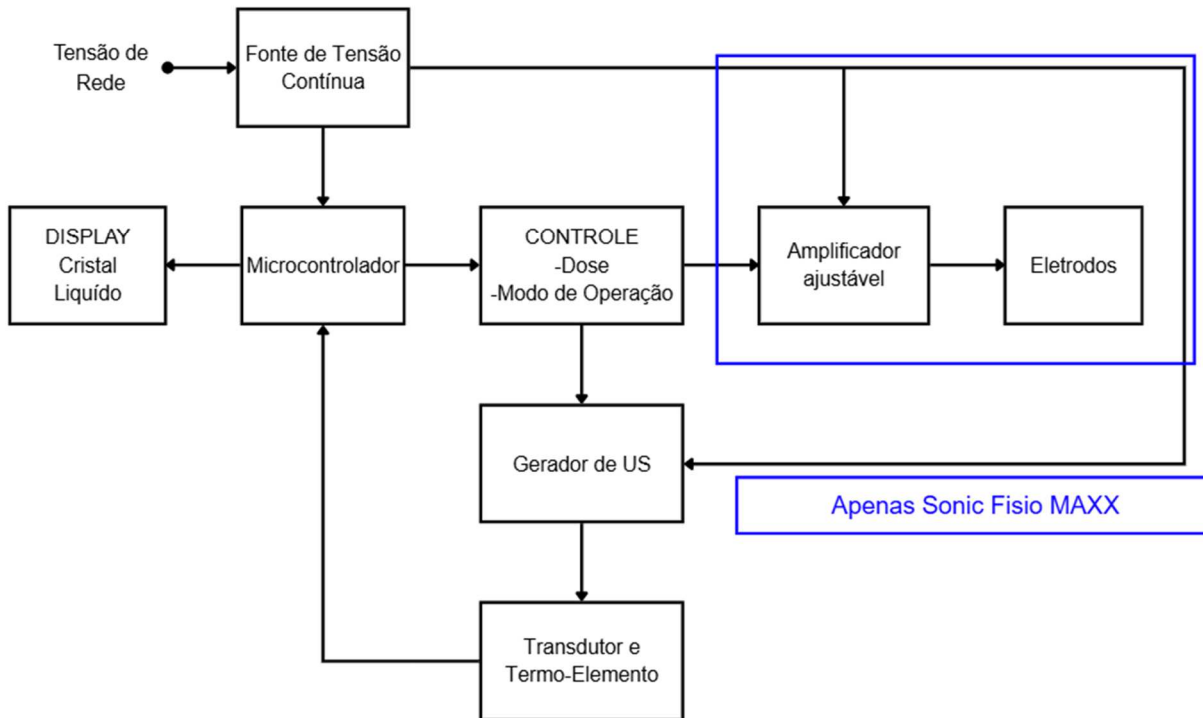 Tensão de
Rede
Fonte de Tensão
Contínua
DISPLAY
Cristal
Liquído
Microcontrolador
CONTROLE
-Dose
-Modo de Operação
Amplificador
ajustável
Eletrodos
Gerador de US
Apenas Sonic Fisio MAXX
Transdutor e
Termo-Elemento